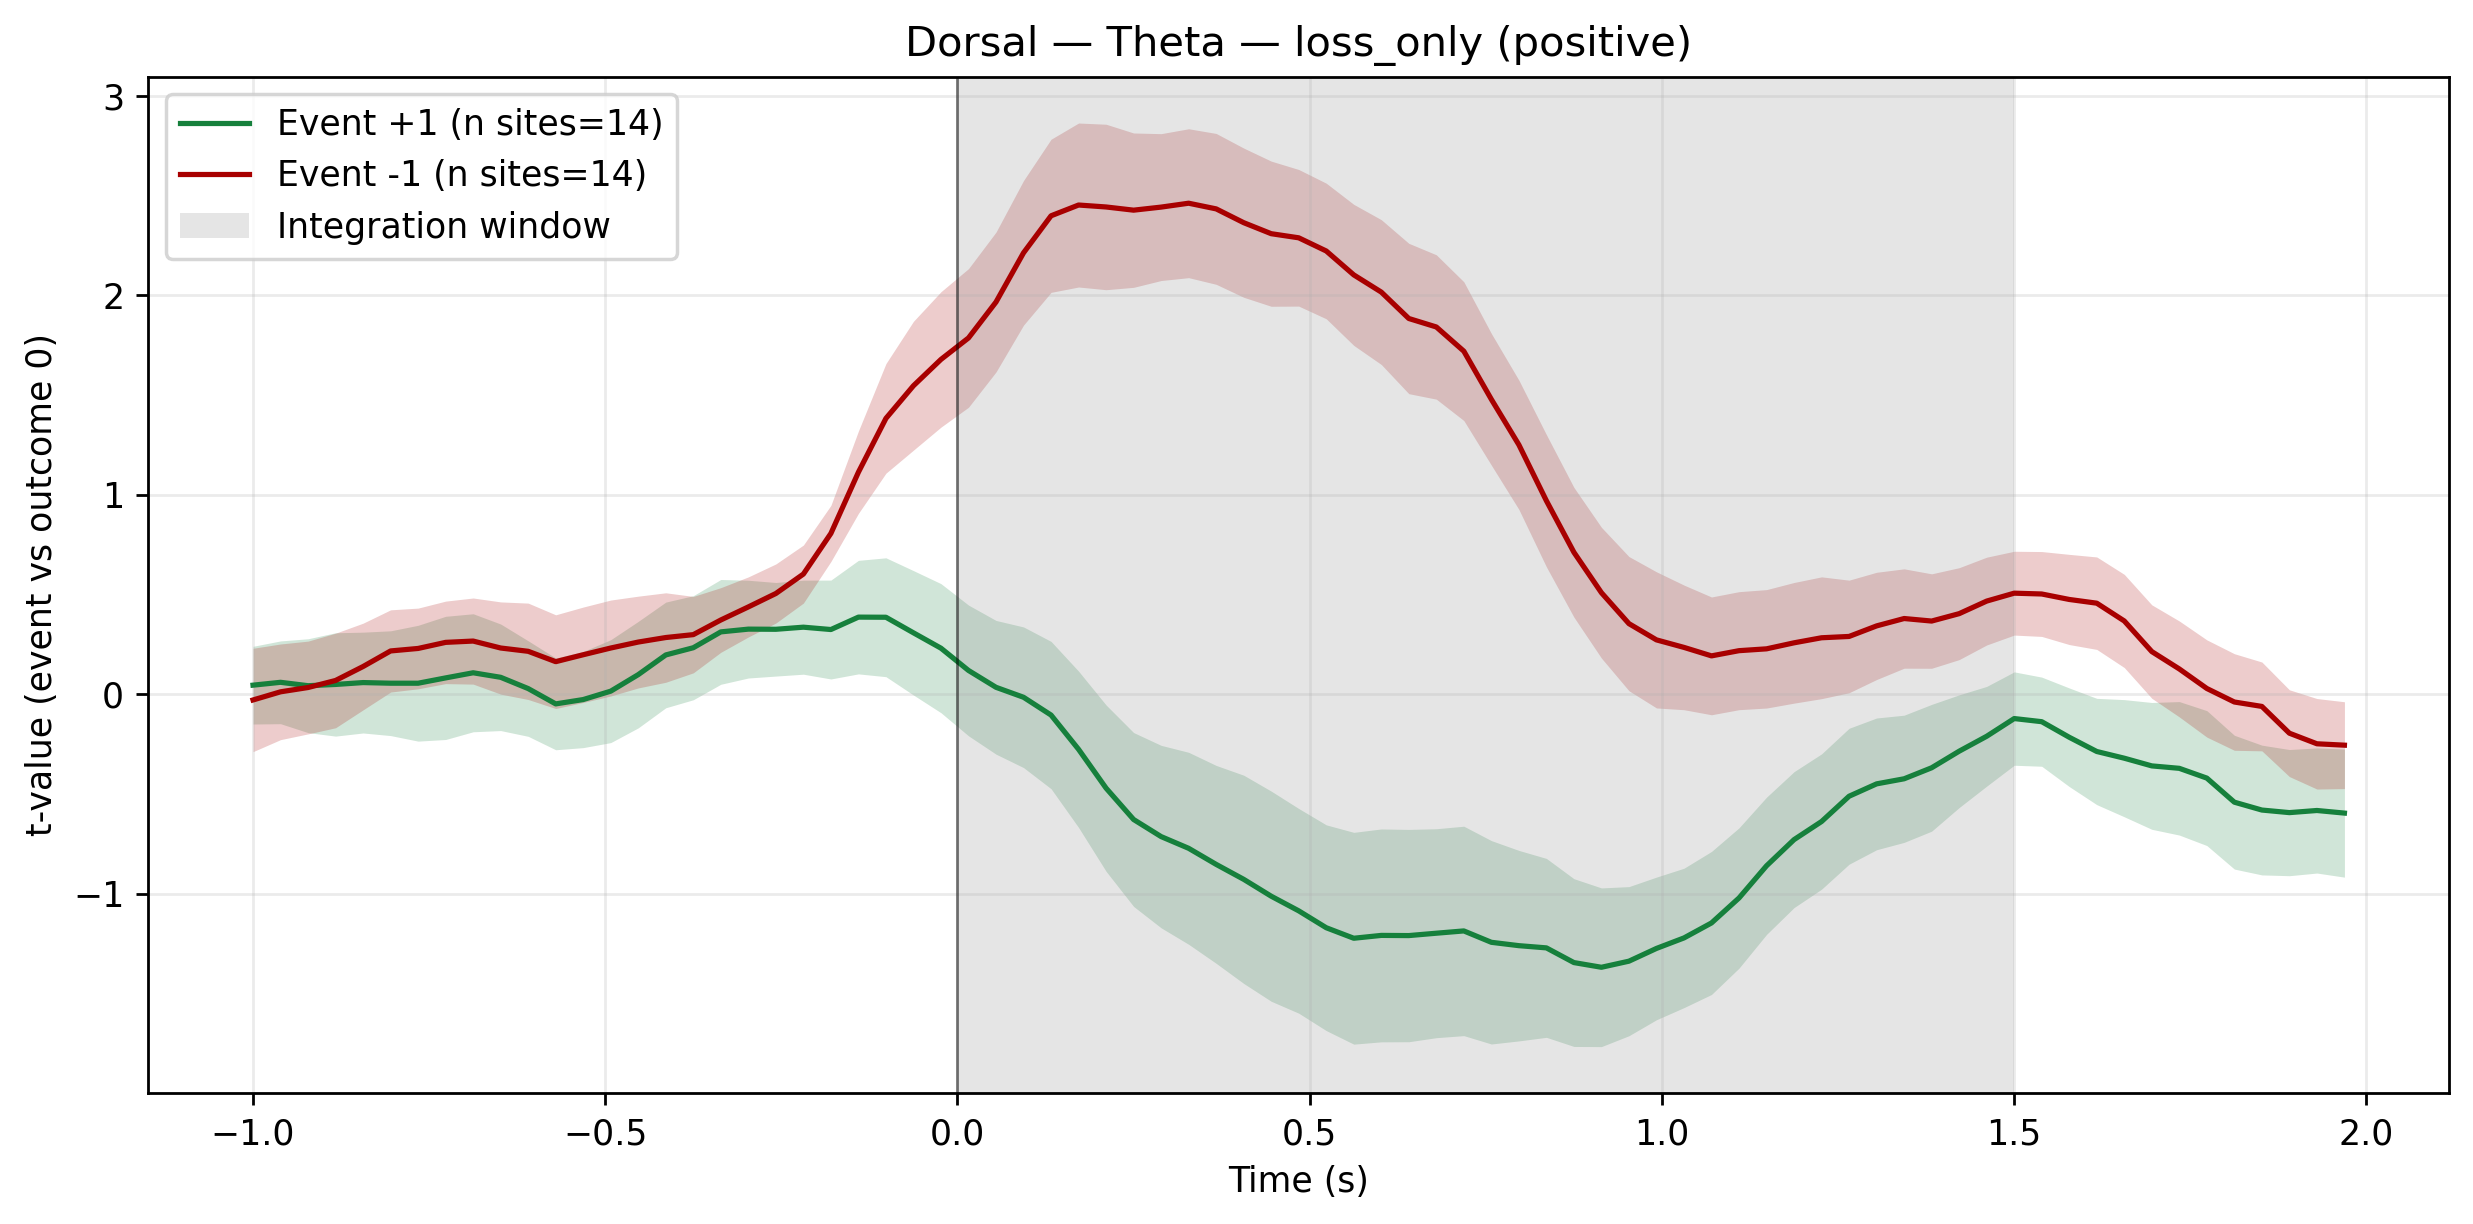 Dorsal — Theta — loss_only (positive)
Event +1 (n sites=14)
Event -1 (n sites=14)
Integration window
t-value (event vs outcome 0)
3
2
1
0
−1
−1.0
−0.5
0.0
0.5
1.0
1.5
2.0
Time (s)